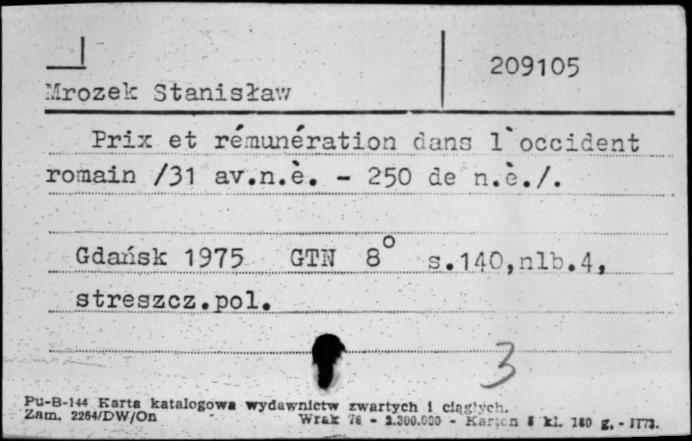 209105
Mrozek Stanisław
Prix et rémunération dans l`occident
romain /31 av.n.è. - 250 de n.è./.
Gdańsk 1975 GTN 8° s.140,nlb.4,
streszcz.pol.
3
Pu-B-144 Karta katalogowa wydawnictw zwartych i ciągłych.
Zam. 2264/DW/On Wrak 76 - 2.300.000 - Karton kl. 180 g.